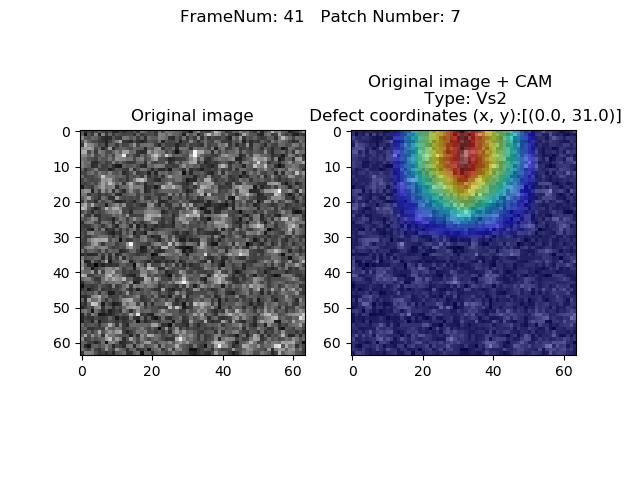 FrameNum: 41   Patch Number: 7
Original image
0
10
20
30
40
50
60
0 20 40 60
Original image + CAM
Type: Vs2
Defect coordinates (x, y):[(0.0, 31.0)]
0
10
20
30
40
50
60
0 20 40 60